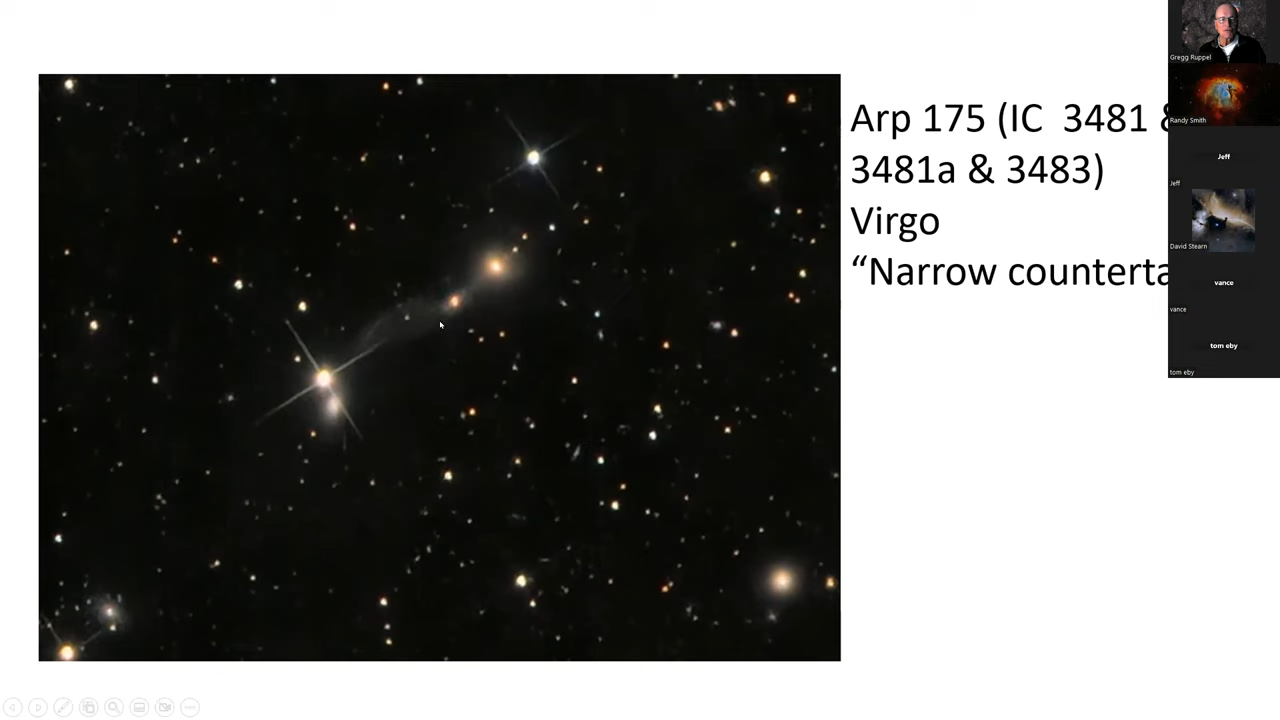 Arp 175 (IC 3481 &
3481a & 3483)
Virgo
“Narrow counterta
Gregg Ruppel
Randy Smith
Jeff
Jeff
David Stearn
vance
vance
tom eby
tom eby